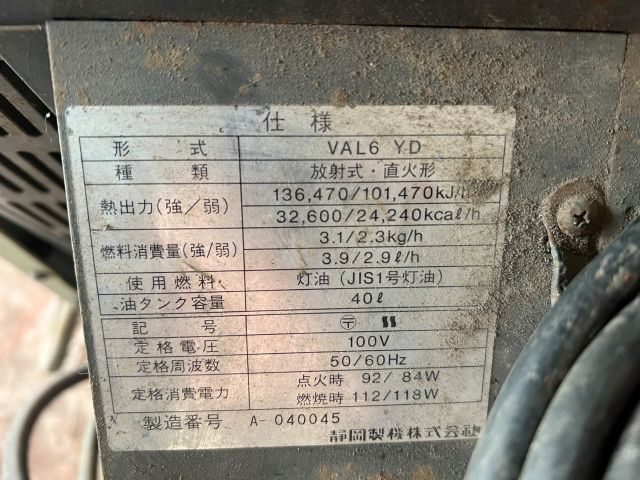 仕様
形式 VAL6 YD
種類 放射式・直火形
熱出力(強/弱) 136,470/101,470kJ/h
32,600/24,240kcaℓ/h
燃料消費量(強/弱) 3.1/2.3kg/h
3.9/2.9ℓ/h
使用燃料 灯油(JIS1号灯油)
油タンク容量 40ℓ
記号 〶
定格電圧 100V
定格周波数 50/60Hz
定格消費電力 点火時 92/84W
燃焼時 112/118W
製造番号 A-040045
静岡製機株式会社